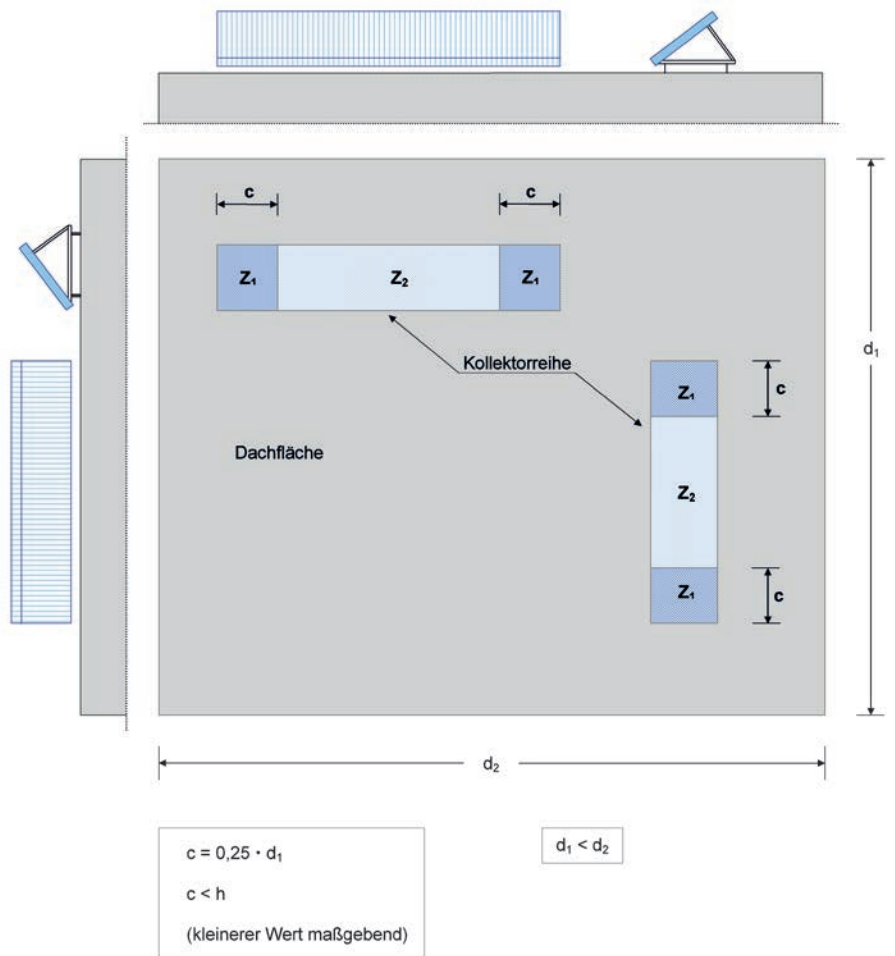 c
c
Z₁
Z₂
Z₁
Kollektorreihe
Dachfläche
Z₁
c
Z₂
Z₁
c
d₁
d₂
c = 0,25 · d₁
c < h
(kleinerer Wert maßgebend)
d₁ < d₂